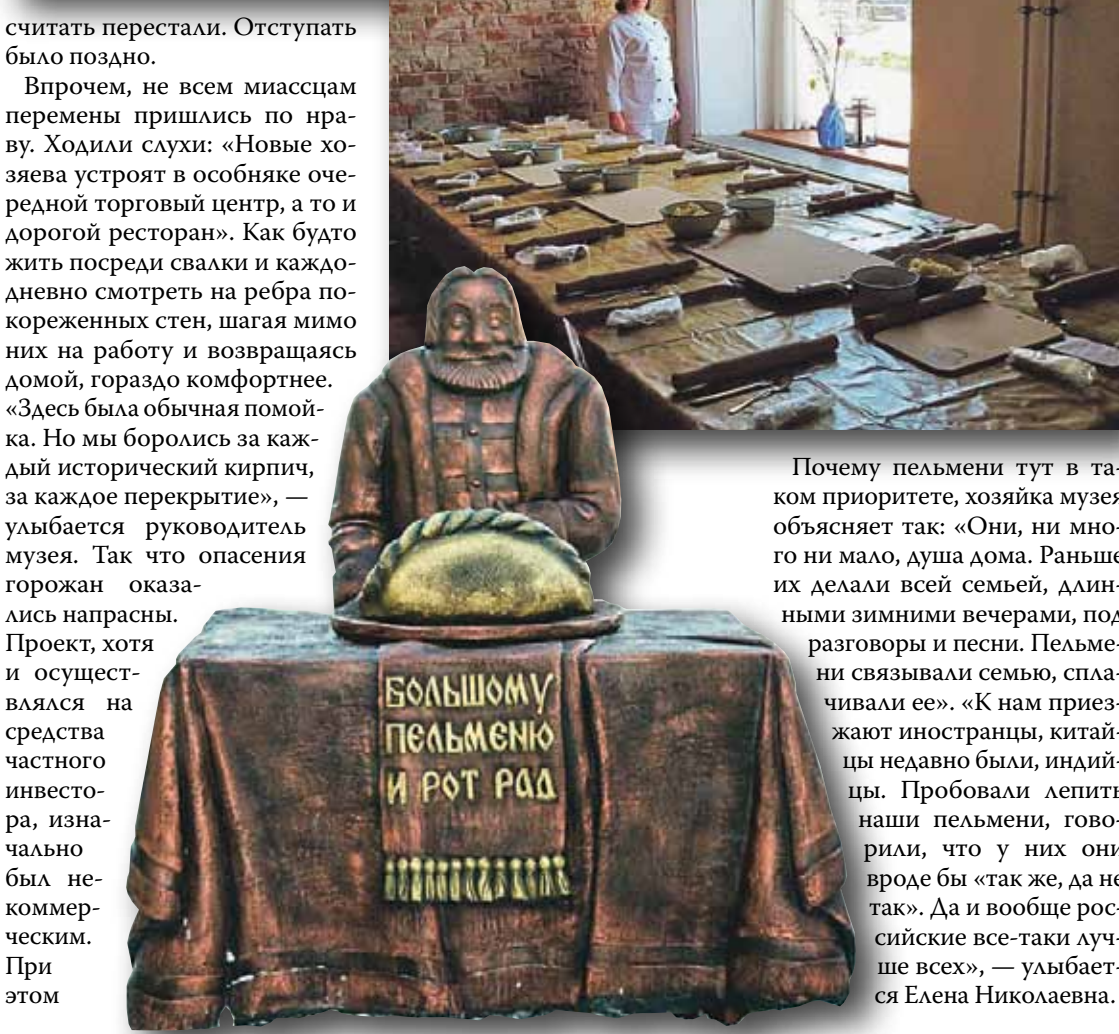 считать перестали. Отступать
было поздно.
Впрочем, не всем миассцам
перемены пришлись по нра-
ву. Ходили слухи: «Новые хо-
зяева устроят в особняке оче-
редной торговый центр, а то и
дорогой ресторан». Как будто
жить посреди свалки и каждо-
дневно смотреть на ребра по-
кореженных стен, шагая мимо
них на работу и возвращаясь
домой, гораздо комфортнее.
«Здесь была обычная помой-
ка. Но мы боролись за каж-
дый исторический кирпич,
за каждое перекрытие», —
улыбается руководитель
музея. Так что опасения
горожан оказа-
лись напрасны.
Проект, хотя
и осущест-
влялся на
средства
частного
инвесто-
ра, изна-
чально
был не-
коммер-
ческим.
При
этом
БОЛЬШОМУ
ПЕЛЬМЕНЮ
И РОТ РАД
Почему пельмени тут в та-
ком приоритете, хозяйка музея
объясняет так: «Они, ни мно-
го ни мало, душа дома. Раньше
их делали всей семьей, длин-
ными зимними вечерами, под
разговоры и песни. Пельме-
ни связывали семью, спла-
чивали ее». «К нам приез-
жают иностранцы, китай-
цы недавно были, индий-
цы. Пробовали лепить
наши пельмени, гово-
рили, что у них они
вроде бы «так же, да не
так». Да и вообще рос-
сийские все-таки луч-
ше всех», — улыбает-
ся Елена Николаевна.